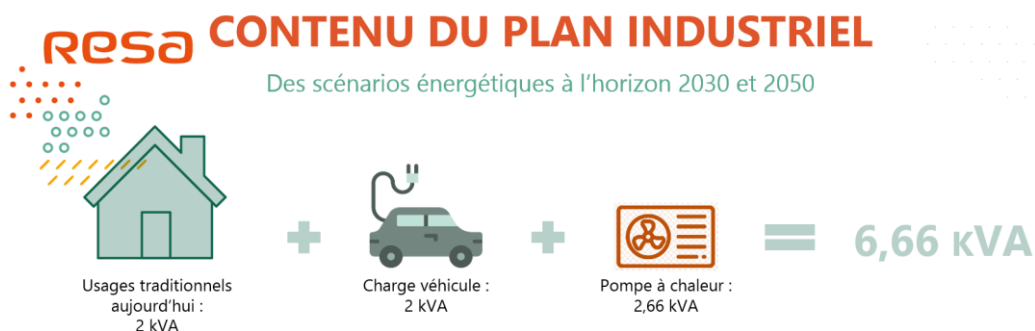 resa
CONTENU DU PLAN INDUSTRIEL
Des scénarios énergétiques à l'horizon 2030 et 2050
Usages traditionnels
aujourd'hui :
2 kVA
Charge véhicule :
2 kVA
Pompe à chaleur :
2,66 kVA
6,66 KVA